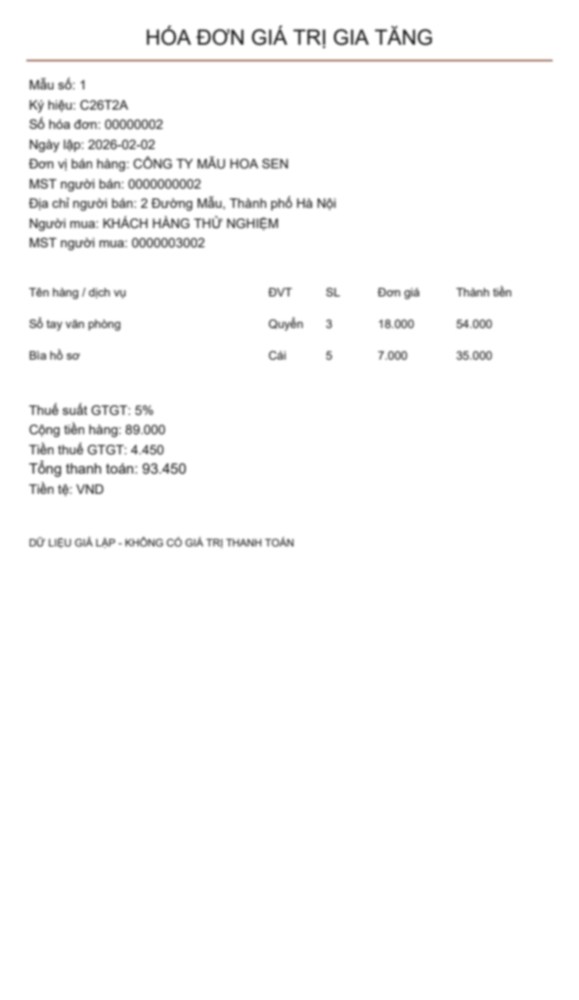 HÓA ĐƠN GIÁ TRỊ GIA TĂNG
Mẫu số: 1
Ký hiệu: C26T2A
Số hóa đơn: 00000002
Ngày lập: 2026-02-02
Đơn vị bán hàng: CÔNG TY MẪU HOA SEN
MST người bán: 0000000002
Địa chỉ người bán: 2 Đường Mẫu, Thành phố Hà Nội
Người mua: KHÁCH HÀNG THỬ NGHIỆM
MST người mua: 0000003002
Tên hàng / dịch vụ ĐVT SL Đơn giá Thành tiền
Sổ tay văn phòng Quyển 3 18.000 54.000
Bìa hồ sơ Cái 5 7.000 35.000
Thuế suất GTGT: 5%
Cộng tiền hàng: 89.000
Tiền thuế GTGT: 4.450
Tổng thanh toán: 93.450
Tiền tệ: VND
DỮ LIỆU GIẢ LẬP - KHÔNG CÓ GIÁ TRỊ THANH TOÁN